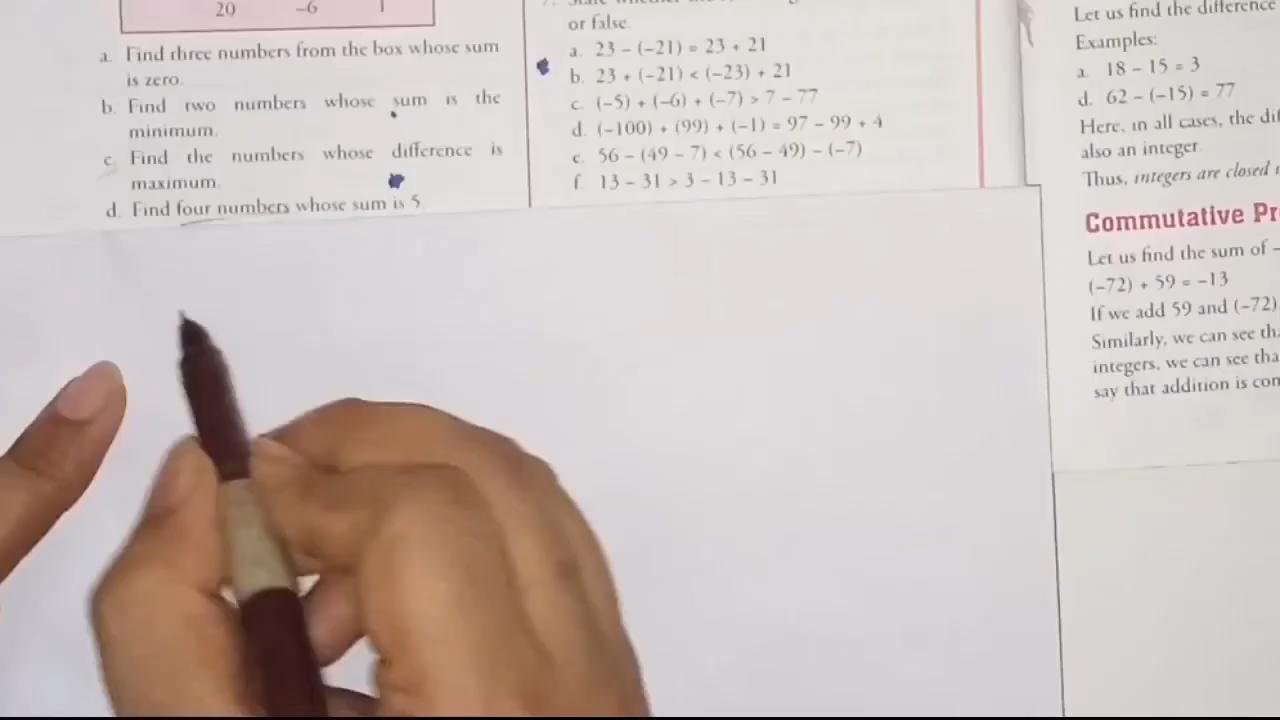 20 -6 1
a. Find three numbers from the box whose sum
is zero.
b. Find two numbers whose sum is the
minimum.
c. Find the numbers whose difference is
maximum.
d. Find four numbers whose sum is 5
or false.
a. 23 – (–21) = 23 + 21
b. 23 + (–21) < (–23) + 21
c. (–5) + (–6) + (–7) > 7 – 77
d. (–100) + (99) + (–1) = 97 – 99 + 4
e. 56 – (49 – 7) < (56 – 49) – (–7)
f. 13 – 31 > 3 – 13 – 31
Let us find the difference
Examples:
a. 18 – 15 = 3
d. 62 – (–15) = 77
Here, in all cases, the di
also an integer.
Thus, integers are closed
Commutative Pr
Let us find the sum of –
(–72) + 59 = –13
If we add 59 and (–72)
Similarly, we can see th
integers, we can see tha
say that addition is con